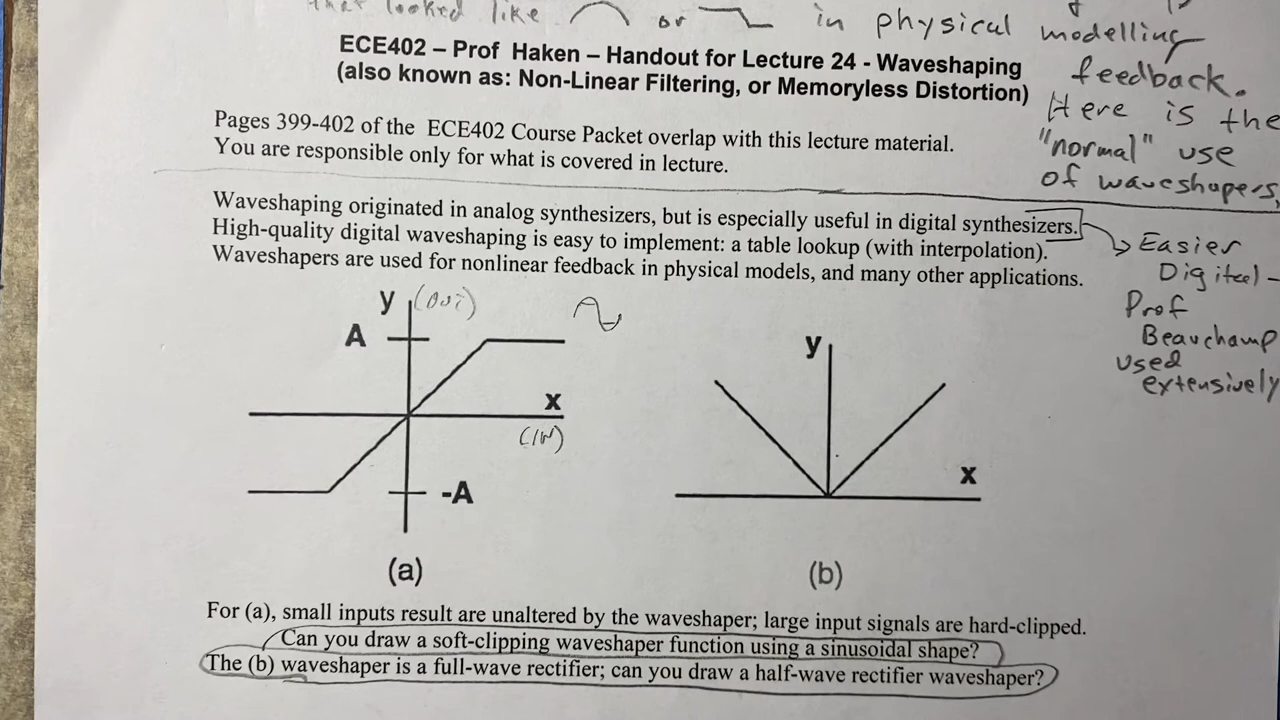 that looked like or in physical modelling
feedback.
Here is the
"normal" use
of waveshapers,
ECE402 – Prof Haken – Handout for Lecture 24 - Waveshaping
(also known as: Non-Linear Filtering, or Memoryless Distortion)
Pages 399-402 of the ECE402 Course Packet overlap with this lecture material.
You are responsible only for what is covered in lecture.
Waveshaping originated in analog synthesizers, but is especially useful in digital synthesizers.
High-quality digital waveshaping is easy to implement: a table lookup (with interpolation).
Waveshapers are used for nonlinear feedback in physical models, and many other applications.
Easier
Digital -
Prof
Beauchamp
used
extensively
y (out)
A
x
(IN)
-A
(a)
y
x
(b)
For (a), small inputs result are unaltered by the waveshaper; large input signals are hard-clipped.
Can you draw a soft-clipping waveshaper function using a sinusoidal shape?
The (b) waveshaper is a full-wave rectifier; can you draw a half-wave rectifier waveshaper?